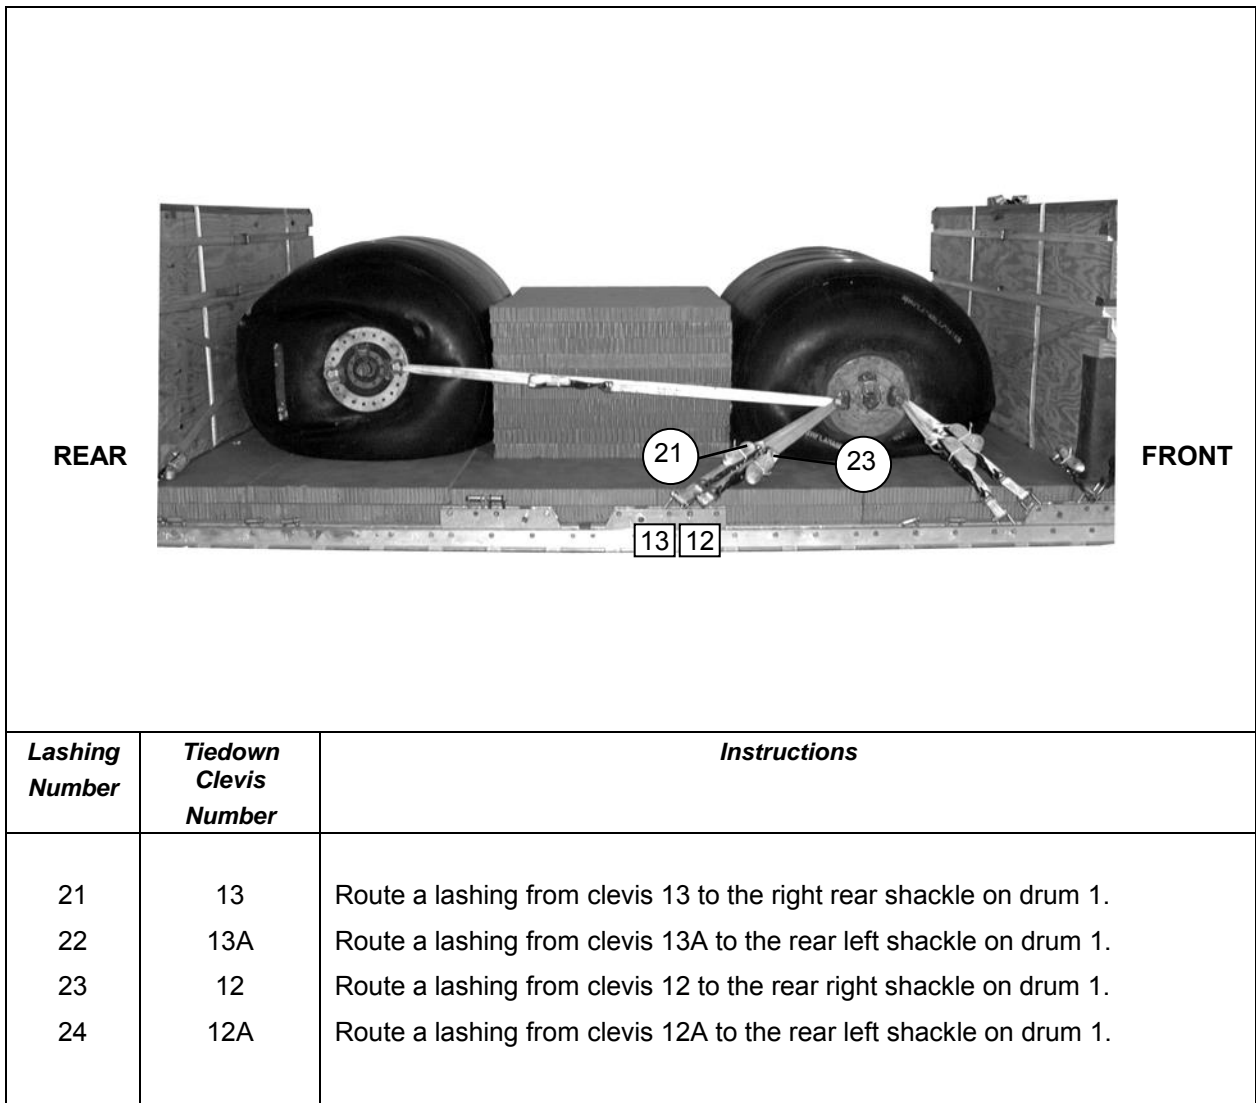 REAR
FRONT
21
23
13 12
Lashing Number
Tiedown Clevis Number
Instructions
21 13 Route a lashing from clevis 13 to the right rear shackle on drum 1.
22 13A Route a lashing from clevis 13A to the rear left shackle on drum 1.
23 12 Route a lashing from clevis 12 to the rear right shackle on drum 1.
24 12A Route a lashing from clevis 12A to the rear left shackle on drum 1.